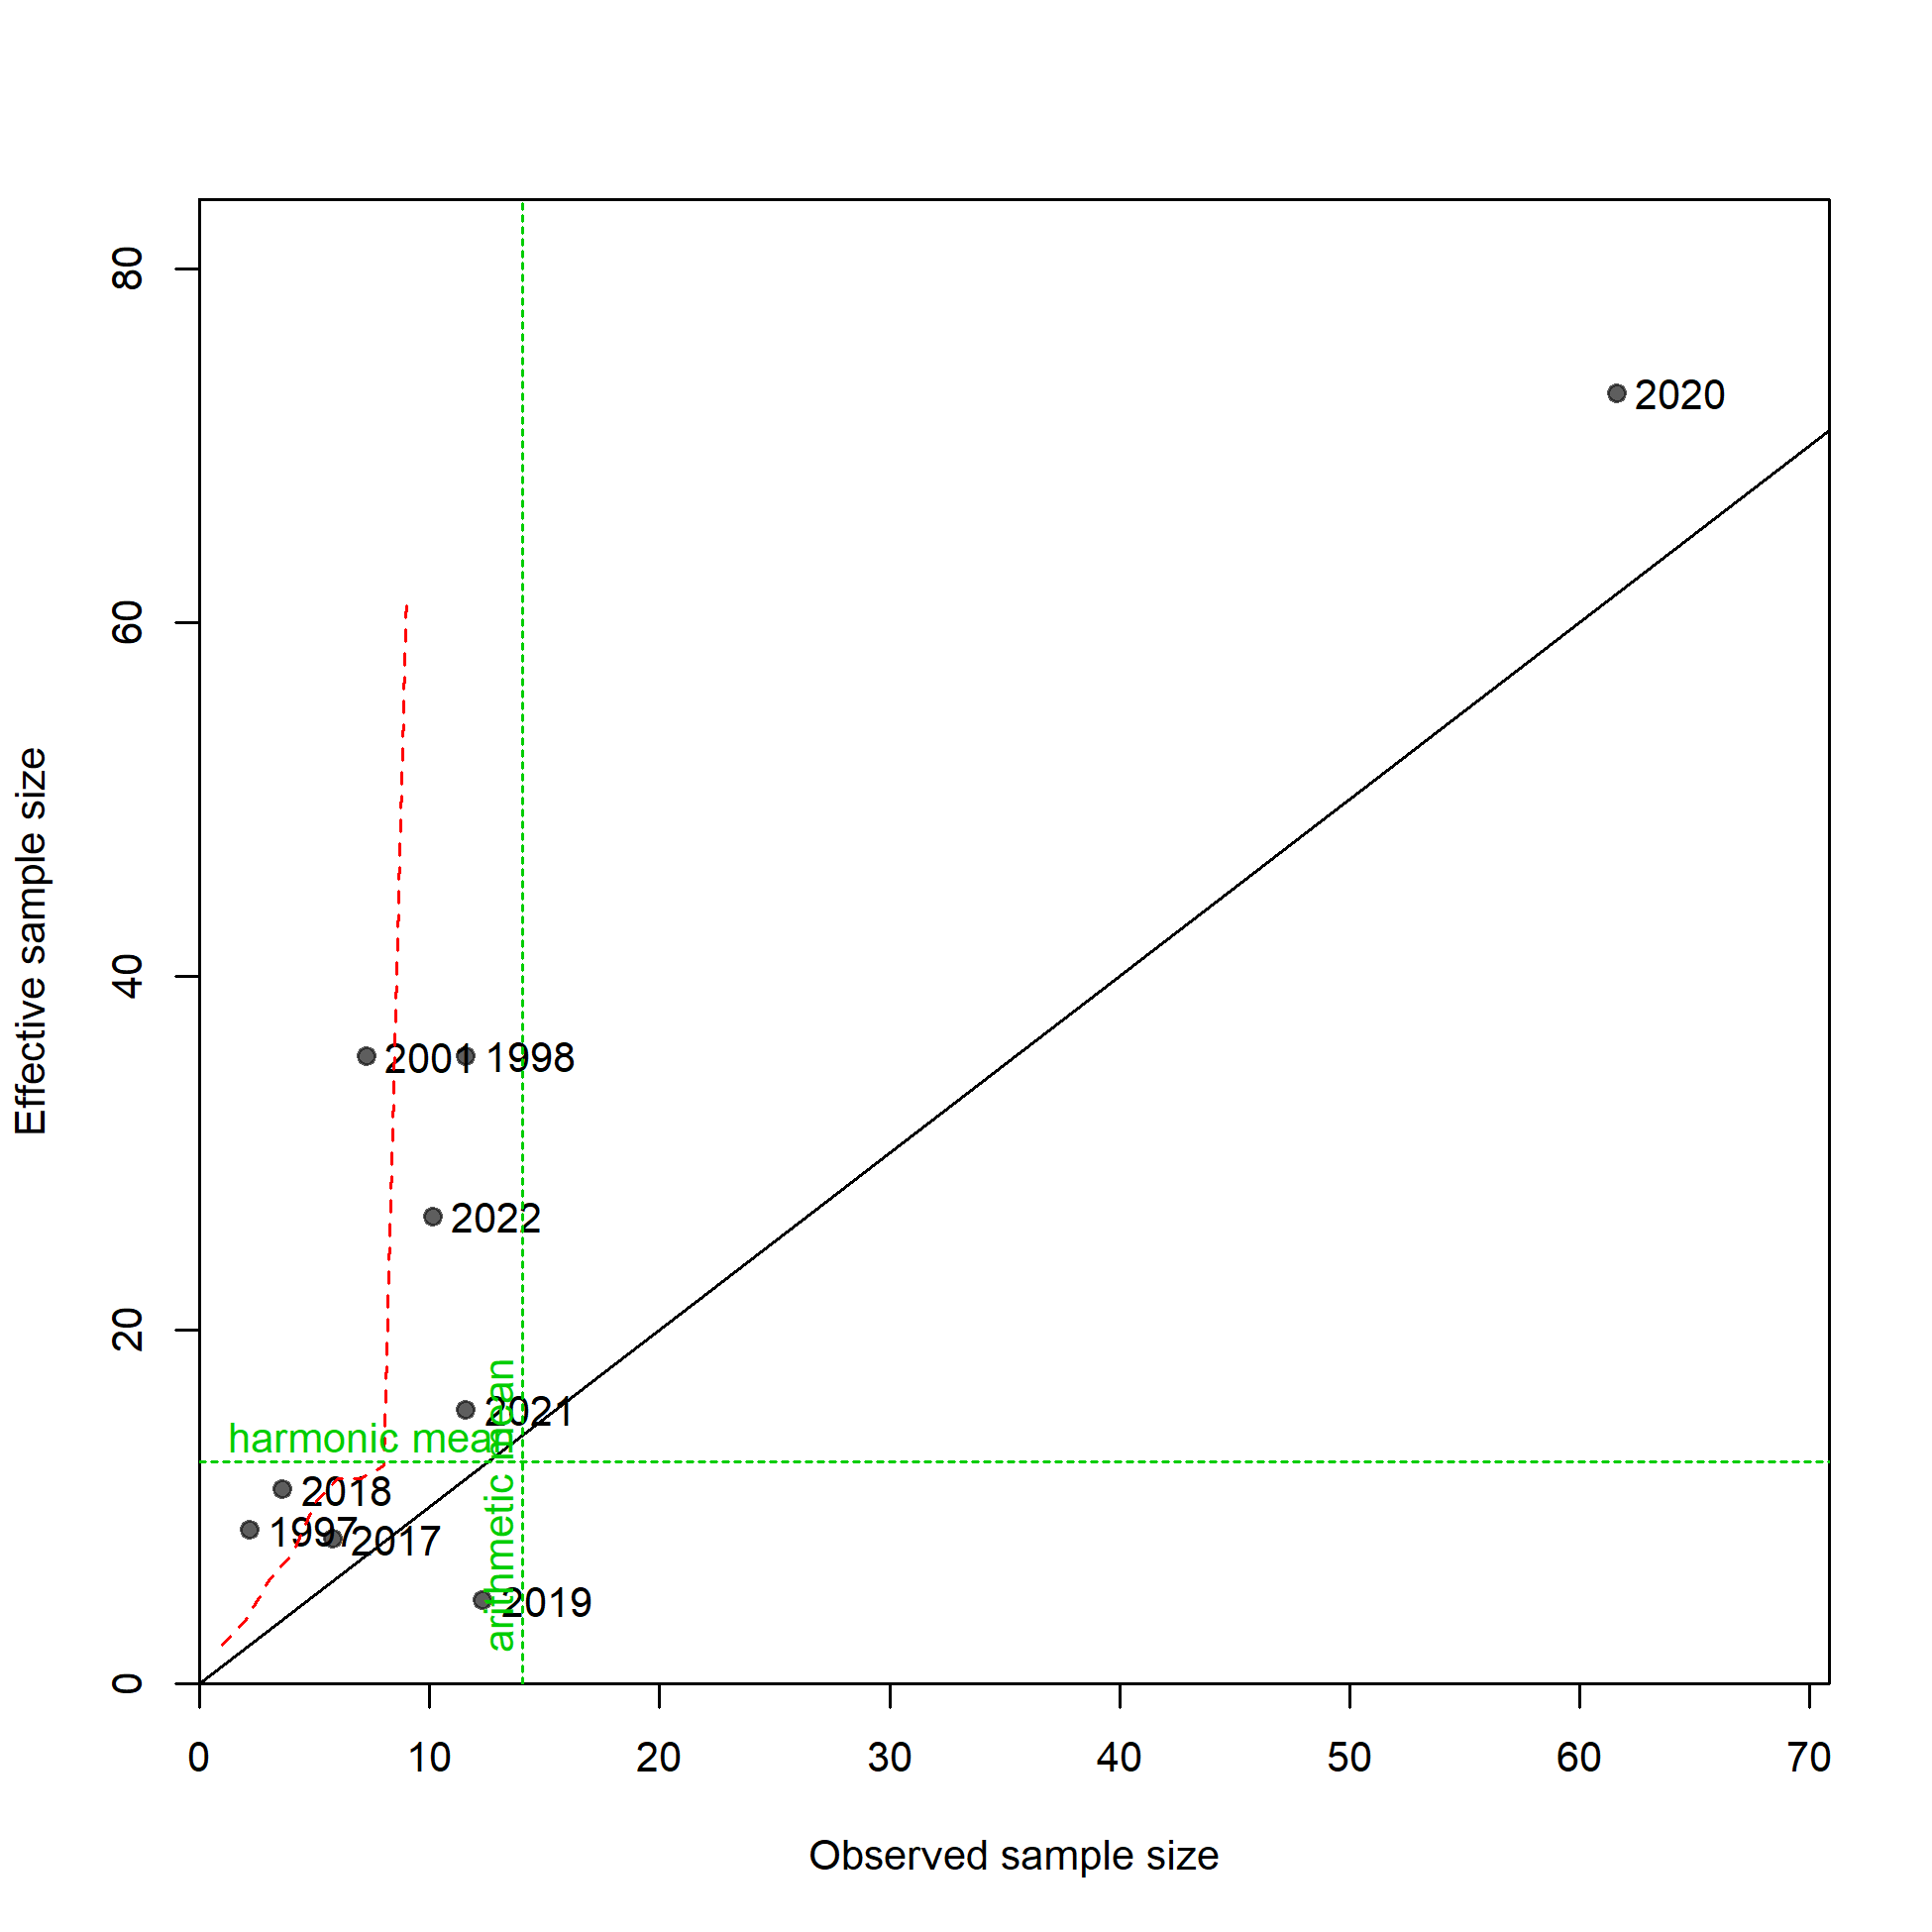 80
60
40
20
0
Effective sample size
2020
2001
1998
2022
2021
harmonic mean
arithmetic mean
2018
1997
2017
2019
0 10 20 30 40 50 60 70
Observed sample size